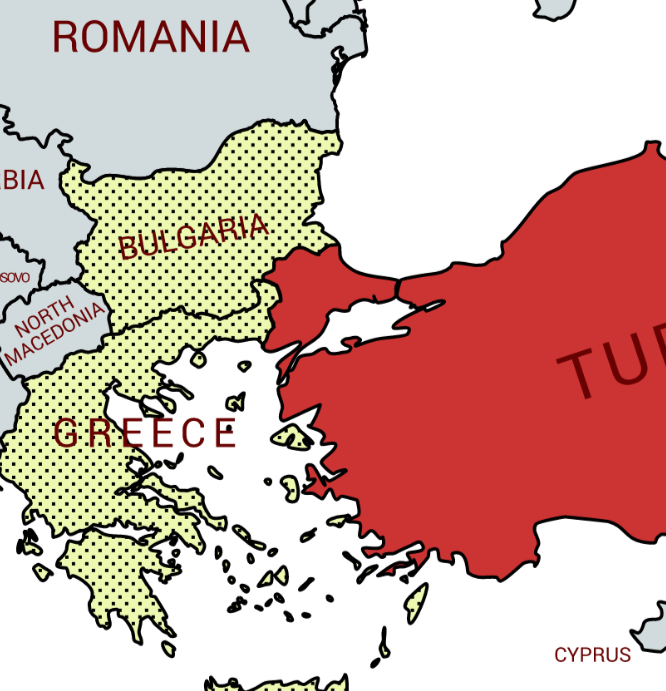 ROMANIA
BIA
BULGARIA
SOVO
NORTH
MACEDONIA
TU
GREECE
CYPRUS